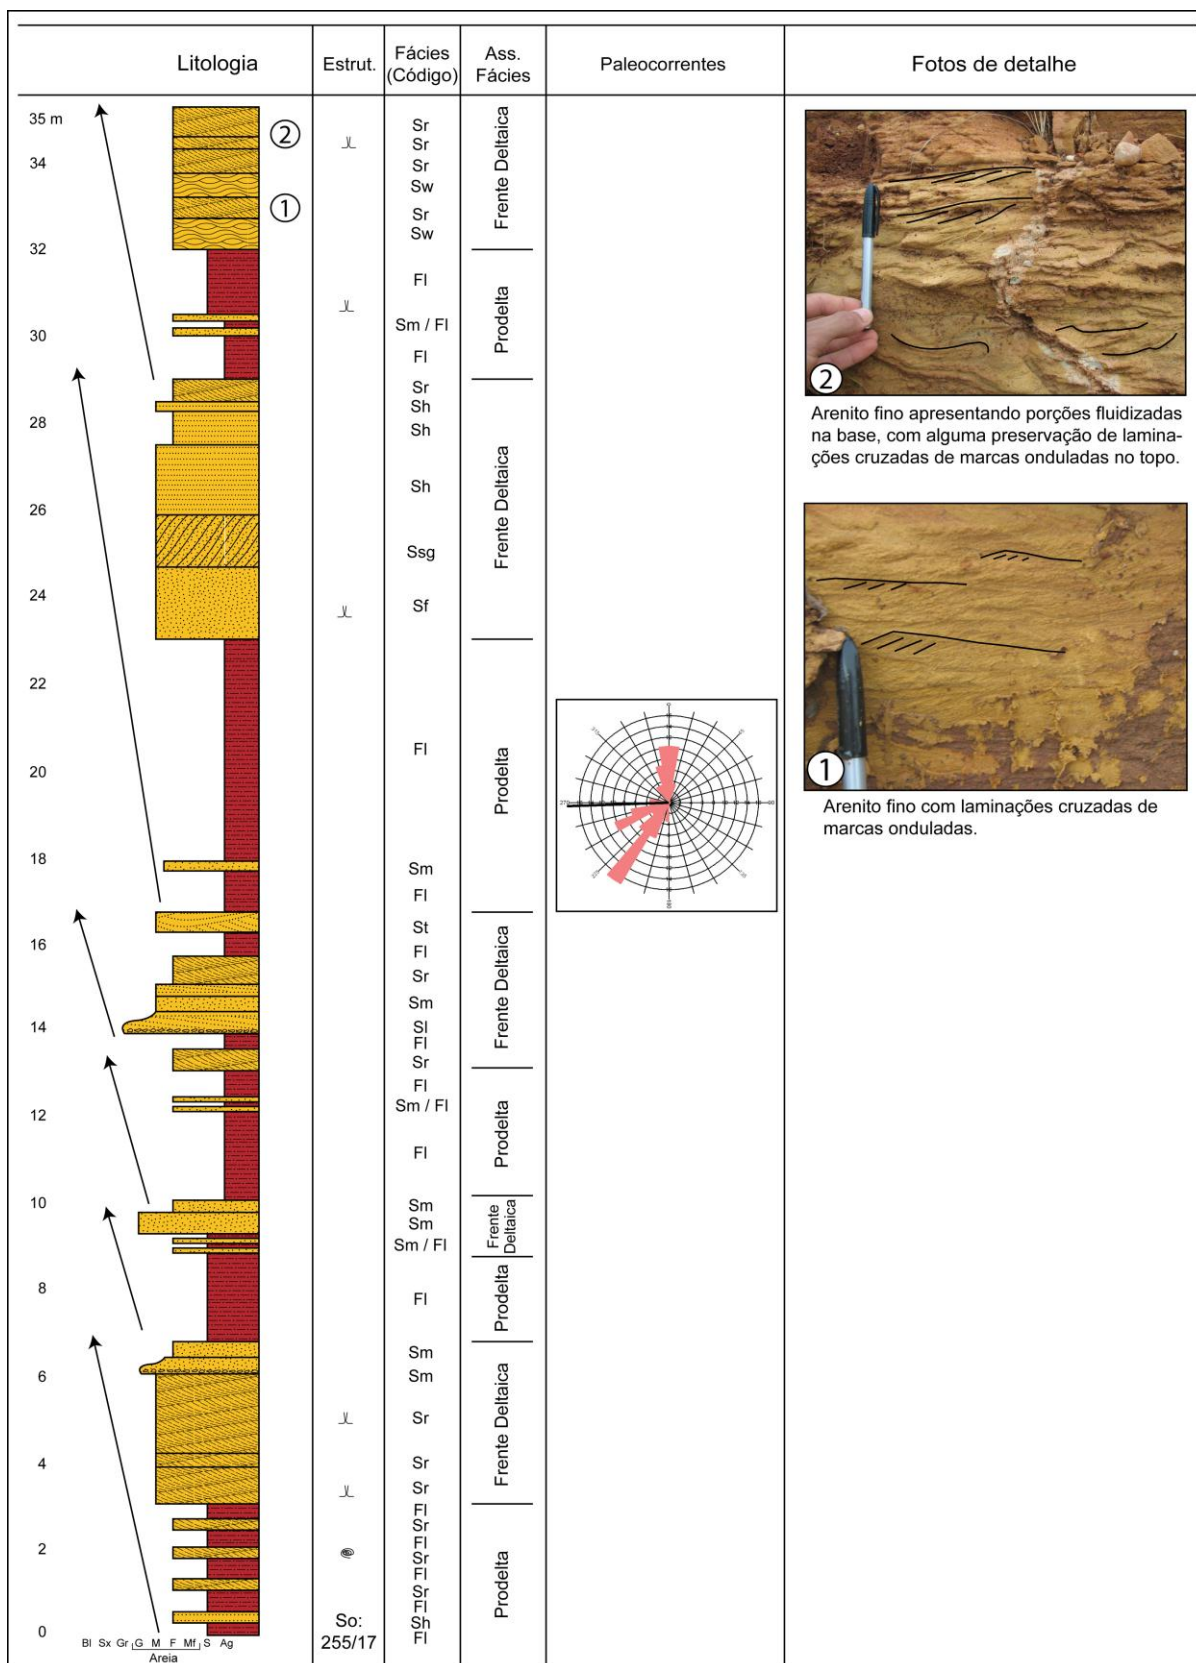 Litologia
Estrut.
Fácies
(Código)
Ass.
Fácies
Paleocorrentes
Fotos de detalhe
35 m
34
32
30
28
26
24
22
20
18
16
14
12
10
8
6
4
2
0
Bl Sx Gr G M F Mf S Ag
Areia
2
1
So:
255/17
Sr
Sr
Sr
Sw
Sr
Sw
Fl
Sm / Fl
Fl
Sr
Sh
Sh
Sh
Ssg
Sf
Fl
Sm
Fl
St
Fl
Sr
Sm
Sl
Fl
Sr
Fl
Sm / Fl
Fl
Sm
Sm
Sm / Fl
Fl
Sm
Sm
Sr
Sr
Sr
Fl
Sr
Fl
Sr
Fl
Sr
Fl
Sh
Fl
Frente Deltaica
Prodelta
Frente Deltaica
Prodelta
Frente Deltaica
Prodelta
Frente
Deltaica
Prodelta
Frente Deltaica
Prodelta
270
2
Arenito fino apresentando porções fluidizadas
na base, com alguma preservação de lamina-
ções cruzadas de marcas onduladas no topo.
1
Arenito fino com laminações cruzadas de
marcas onduladas.